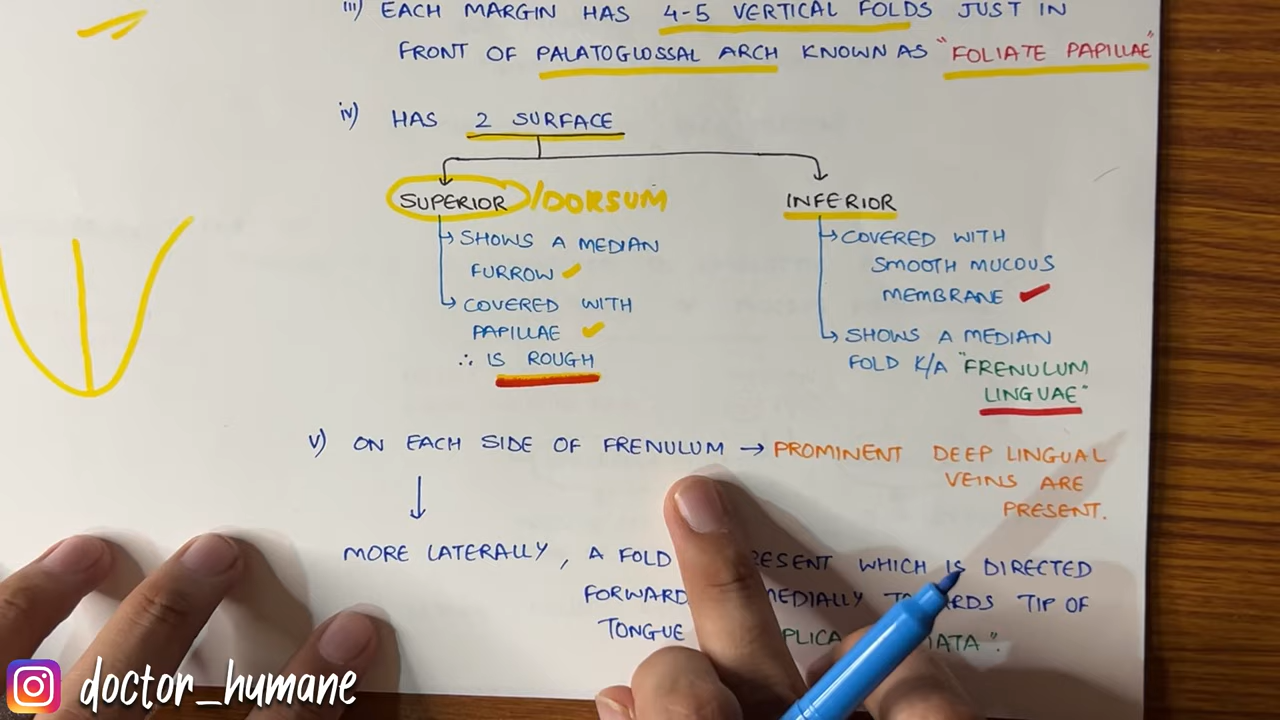 iii) EACH MARGIN HAS 4-5 VERTICAL FOLDS JUST IN
FRONT OF PALATOGLOSSAL ARCH KNOWN AS "FOLIATE PAPILLAE"
iv) HAS 2 SURFACE
SUPERIOR /DORSUM
SHOWS A MEDIAN
FURROW
COVERED WITH
PAPILLAE
∴ IS ROUGH
INFERIOR
COVERED WITH
SMOOTH MUCOUS
MEMBRANE
SHOWS A MEDIAN
FOLD K/A "FRENULUM
LINGUAE"
v) ON EACH SIDE OF FRENULUM → PROMINENT DEEP LINGUAL
VEINS ARE
PRESENT.
MORE LATERALLY, A FOLD WHICH IS DIRECTED
MEDIALLY TIP OF
TONGUE
doctor_humane